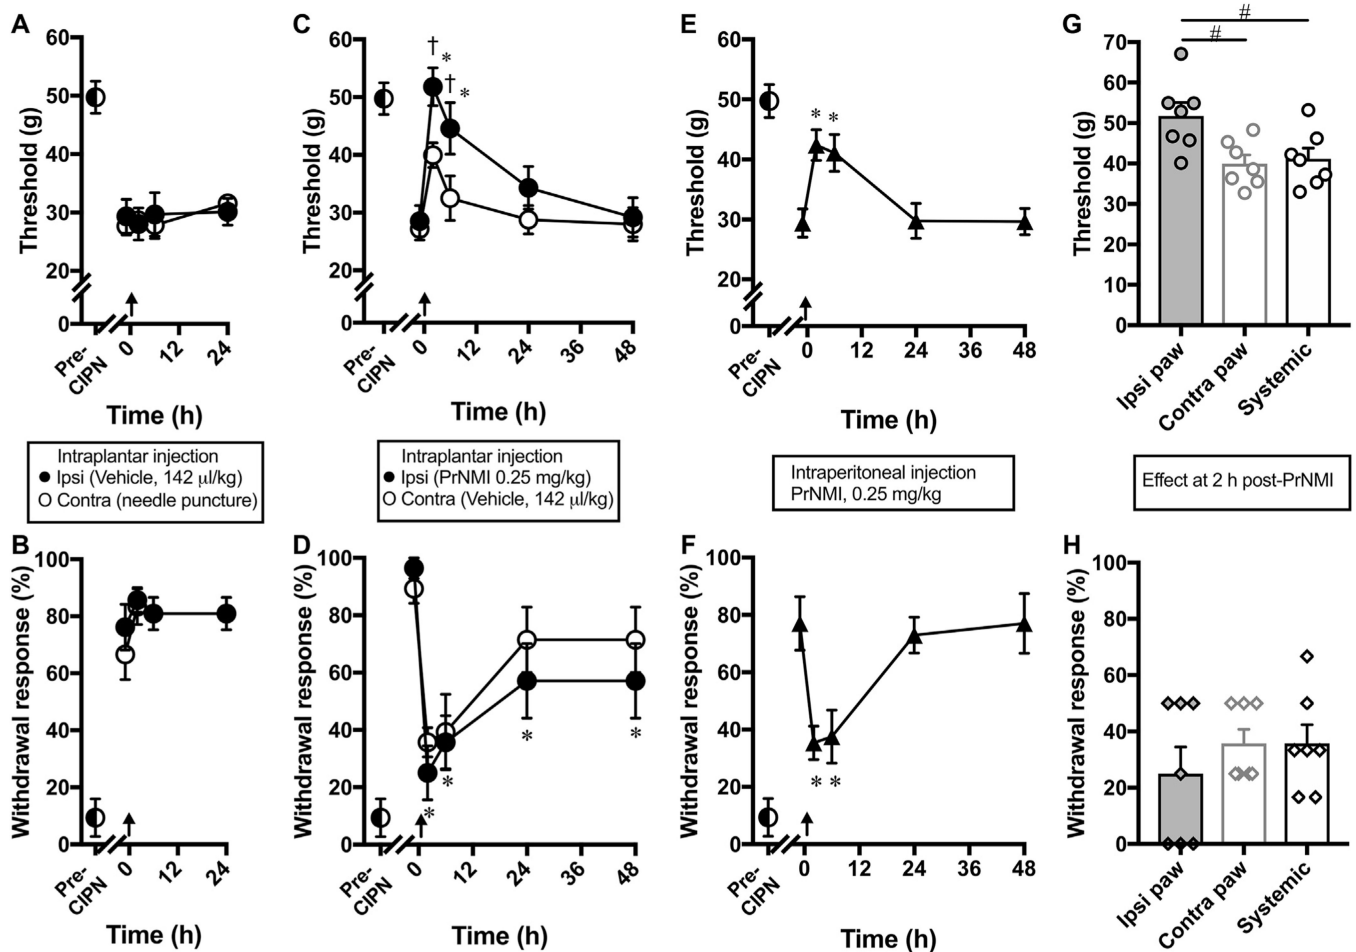 A
Threshold (g)
60
50
40
30
20
0
Pre-
CIPN
0
12
24
Time (h)
C
Threshold (g)
60
50
40
30
20
0
†
*
†
*
Pre-
CIPN
0
12
24
36
48
Time (h)
E
Threshold (g)
60
50
40
30
20
0
* *
Pre-
CIPN
0
12
24
36
48
Time (h)
G
Threshold (g)
70
60
50
40
30
20
10
0
#
#
Ipsi paw
Contra paw
Systemic
Intraplantar injection
Ipsi (Vehicle, 142 μl/kg)
Contra (needle puncture)
Intraplantar injection
Ipsi (PrNMI 0.25 mg/kg)
Contra (Vehicle, 142 μl/kg)
Intraperitoneal injection
PrNMI, 0.25 mg/kg
Effect at 2 h post-PrNMI
B
Withdrawal response (%)
100
80
60
40
20
0
Pre-
CIPN
0
12
24
Time (h)
D
Withdrawal response (%)
100
80
60
40
20
0
*
*
*
*
Pre-
CIPN
0
12
24
36
48
Time (h)
F
Withdrawal response (%)
100
80
60
40
20
0
* *
Pre-
CIPN
0
12
24
36
48
Time (h)
H
Withdrawal response (%)
100
80
60
40
20
0
Ipsi paw
Contra paw
Systemic